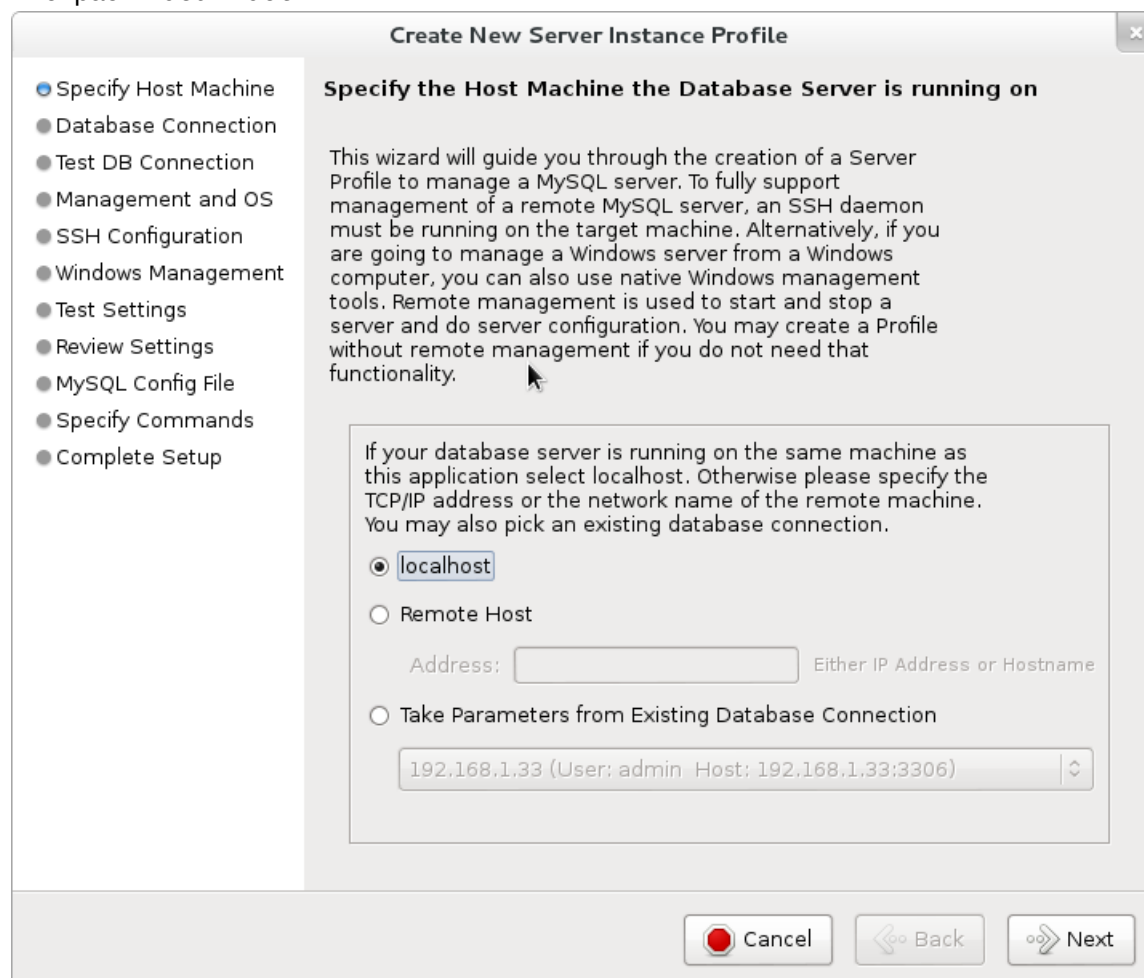 Create New Server Instance Profile
Specify Host Machine
Database Connection
Test DB Connection
Management and OS
SSH Configuration
Windows Management
Test Settings
Review Settings
MySQL Config File
Specify Commands
Complete Setup
Specify the Host Machine the Database Server is running on
This wizard will guide you through the creation of a Server
Profile to manage a MySQL server. To fully support
management of a remote MySQL server, an SSH daemon
must be running on the target machine. Alternatively, if you
are going to manage a Windows server from a Windows
computer, you can also use native Windows management
tools. Remote management is used to start and stop a
server and do server configuration. You may create a Profile
without remote management if you do not need that
functionality.
If your database server is running on the same machine as
this application select localhost. Otherwise please specify the
TCP/IP address or the network name of the remote machine.
You may also pick an existing database connection.
localhost
Remote Host
Address:
Either IP Address or Hostname
Take Parameters from Existing Database Connection
192.168.1.33 (User: admin Host: 192.168.1.33:3306)
Cancel
Back
Next